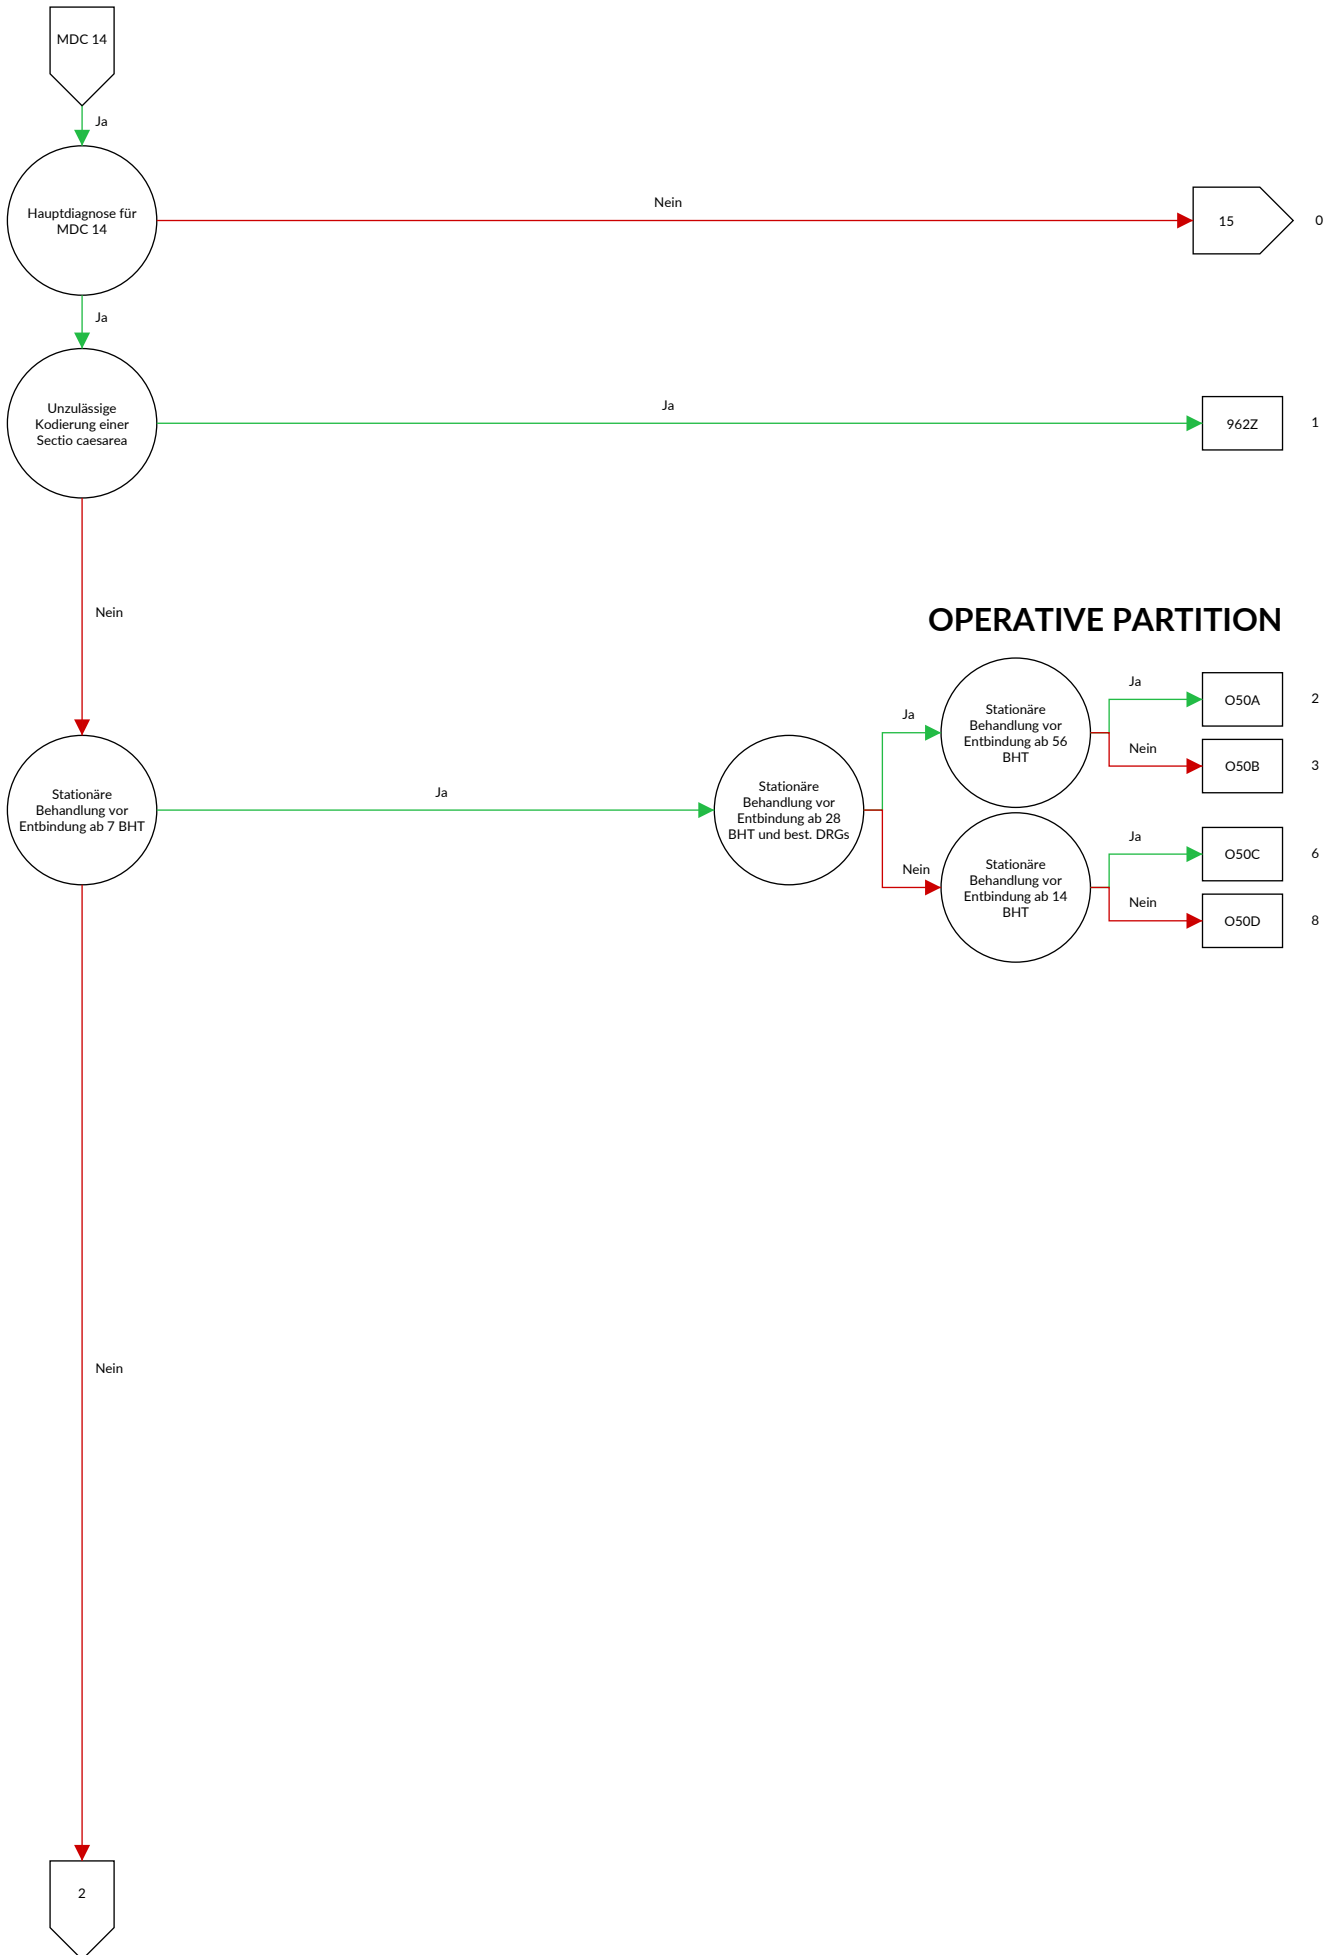 MDC 14
Ja
Hauptdiagnose für
MDC 14
Nein
15
0
Ja
Unzulässige
Kodierung einer
Sectio caesarea
Ja
962Z
1
Nein
OPERATIVE PARTITION
Stationäre
Behandlung vor
Entbindung ab 7 BHT
Ja
Stationäre
Behandlung vor
Entbindung ab 28
BHT und best. DRGs
Ja
Stationäre
Behandlung vor
Entbindung ab 56
BHT
Ja
O50A
2
Nein
O50B
3
Nein
Stationäre
Behandlung vor
Entbindung ab 14
BHT
Ja
O50C
6
Nein
O50D
8
Nein
2